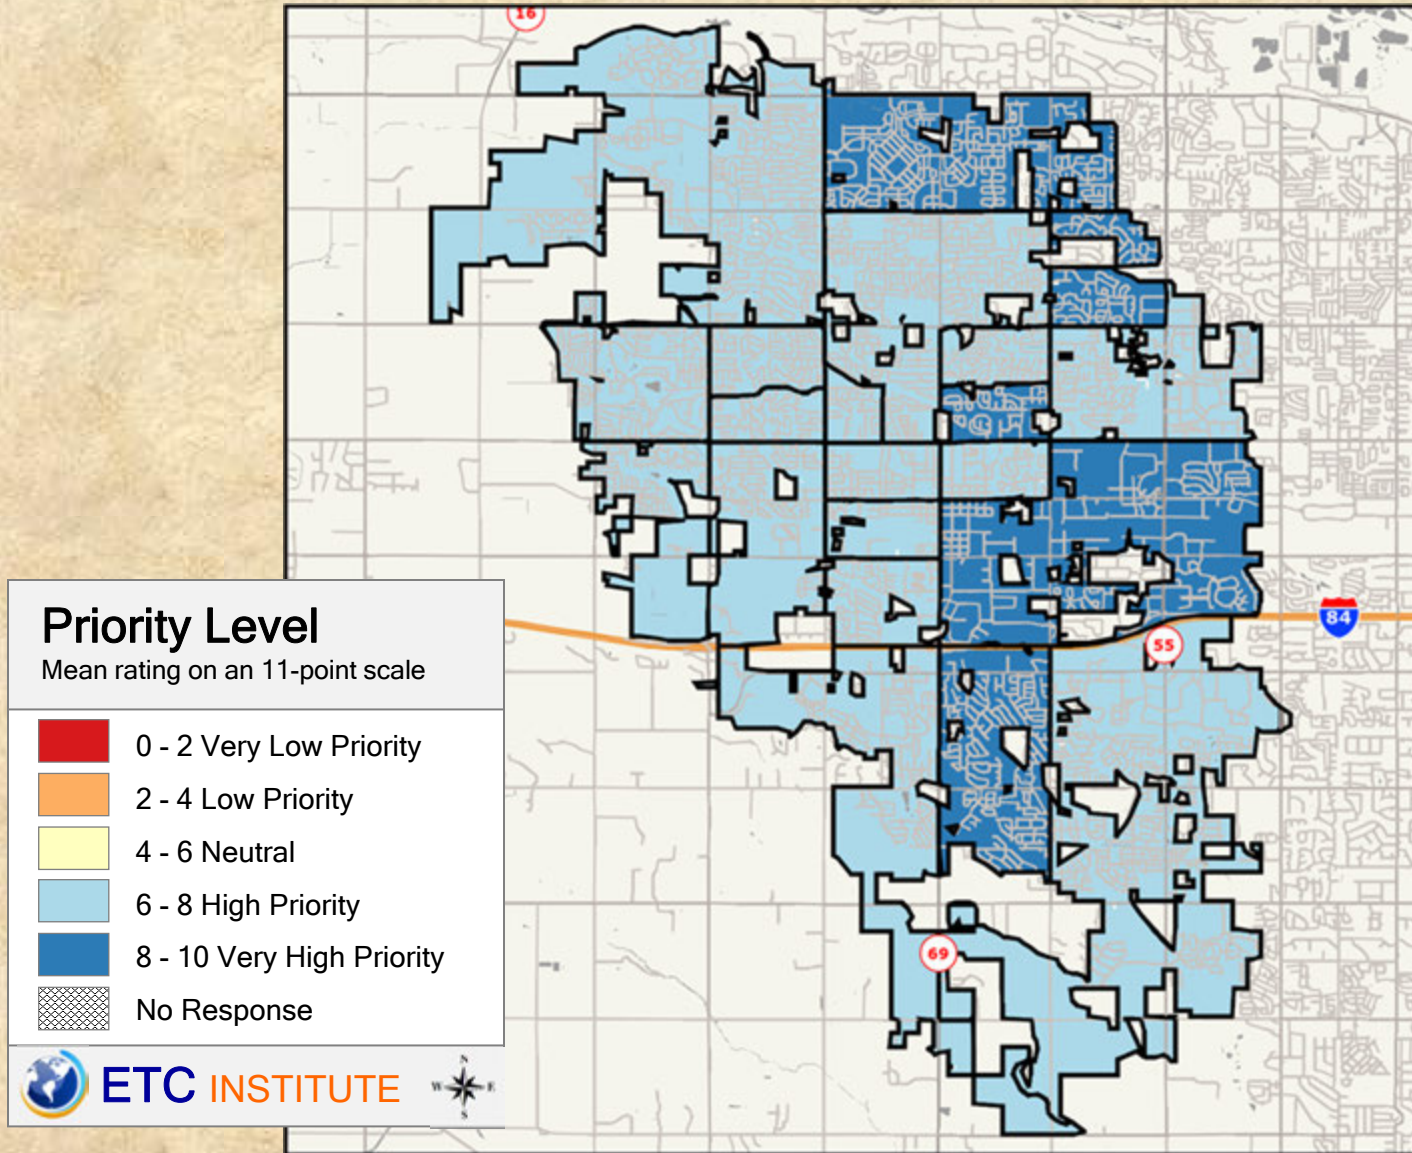 16
84
55
69
Priority Level
Mean rating on an 11-point scale
0 - 2 Very Low Priority
2 - 4 Low Priority
4 - 6 Neutral
6 - 8 High Priority
8 - 10 Very High Priority
No Response
ETC INSTITUTE
N
W E
S